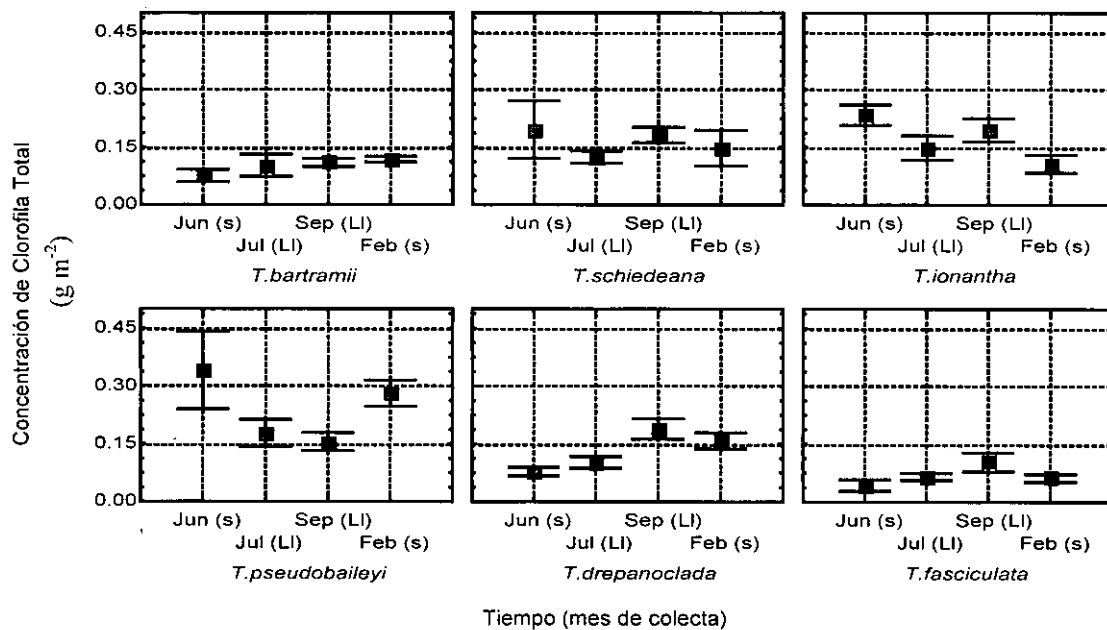 Concentración de Clorofila Total
(g m-2)
0.45
0.30
0.15
0.00
Jun (s) Sep (Ll) Jun (s) Sep (Ll) Jun (s) Sep (Ll)
Jul (Ll) Feb (s) Jul (Ll) Feb (s) Jul (Ll) Feb (s)
T.bartramii T.schiedeana T.ionantha
0.45
0.30
0.15
0.00
Jun (s) Sep (Ll) Jun (s) Sep (Ll) Jun (s) Sep (Ll)
Jul (Ll) Feb (s) Jul (Ll) Feb (s) Jul (Ll) Feb (s)
T.pseudobaileyi T.drepanoclada T.fasciculata
Tiempo (mes de colecta)